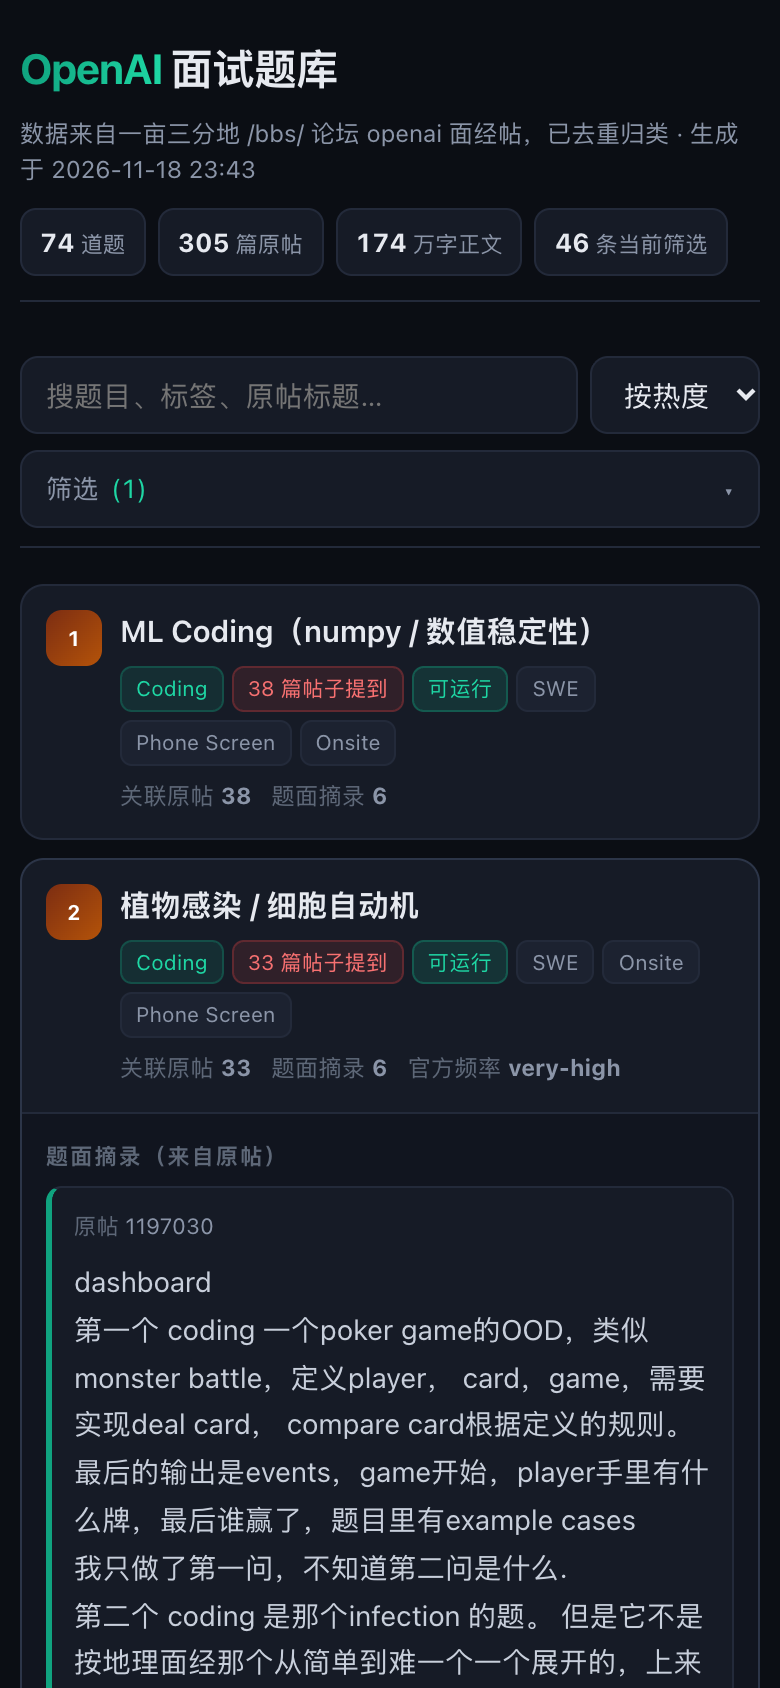 OpenAI 面试题库
数据来自一亩三分地 /bbs/ 论坛 openai 面经帖，已去重归类 · 生成
于 2026-11-18 23:43
74 道题 305 篇原帖 174 万字正文 46 条当前筛选
搜题目、标签、原帖标题... 按热度
筛选 (1)
1 ML Coding（numpy / 数值稳定性）
Coding 38 篇帖子提到 可运行 SWE
Phone Screen Onsite
关联原帖 38 题面摘录 6
2 植物感染 / 细胞自动机
Coding 33 篇帖子提到 可运行 SWE Onsite
Phone Screen
关联原帖 33 题面摘录 6 官方频率 very-high
题面摘录（来自原帖）
原帖 1197030
dashboard
第一个 coding 一个poker game的OOD，类似
monster battle，定义player， card，game，需要
实现deal card， compare card根据定义的规则。
最后的输出是events，game开始，player手里有什
么牌，最后谁赢了，题目里有example cases
我只做了第一问，不知道第二问是什么.
第二个 coding 是那个infection 的题。 但是它不是
按地理面经那个从简单到难一个一个展开的，上来